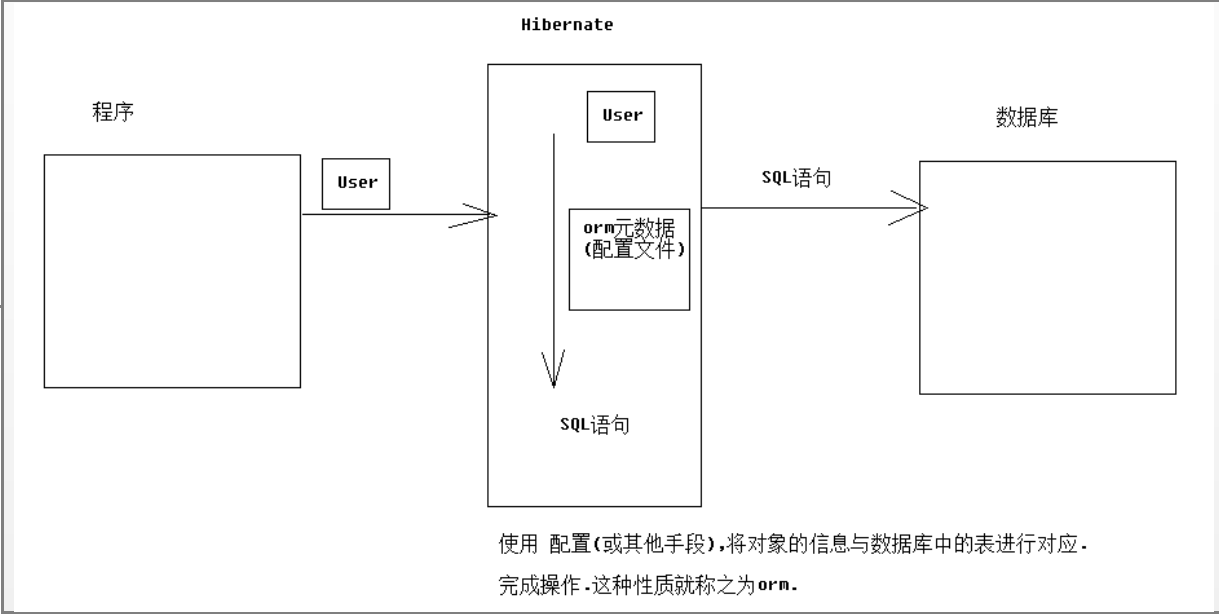 Hibernate
程序
User
User
orm元数据
(配置文件)
SQL语句
SQL语句
数据库
使用 配置(或其他手段),将对象的信息与数据库中的表进行对应.
完成操作.这种性质就称之为orm.